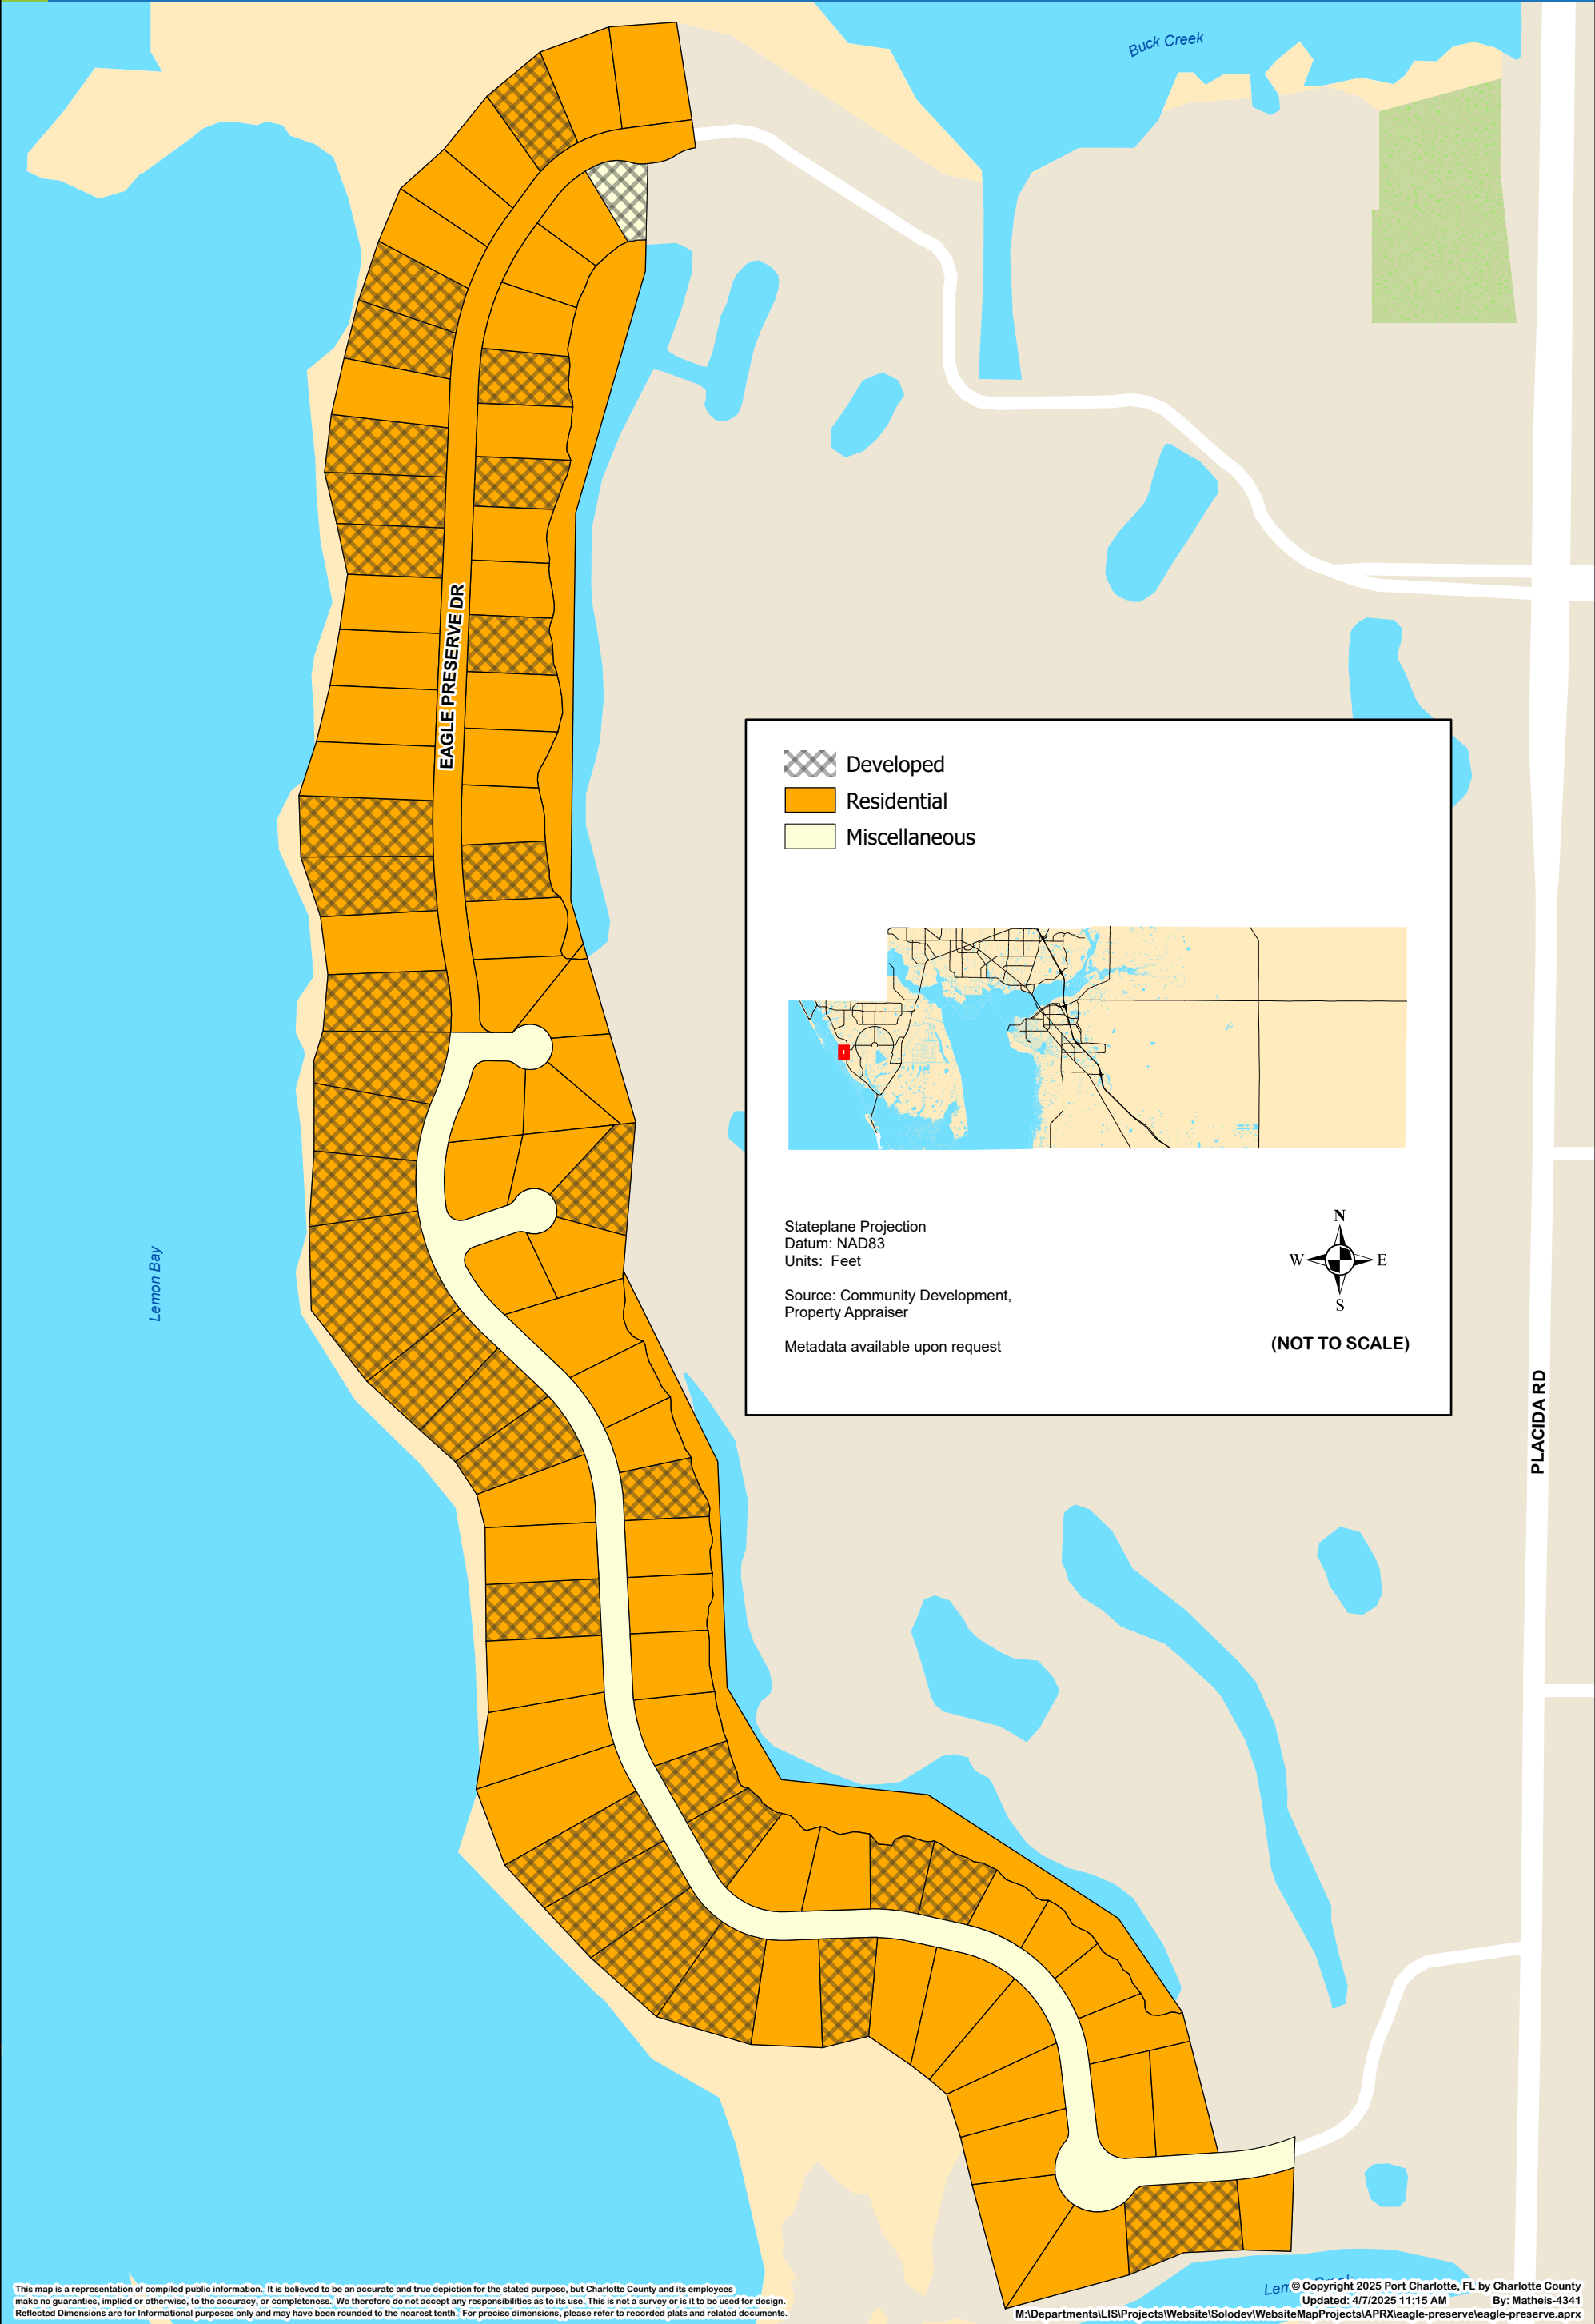 Buck Creek
EAGLE PRESERVE DR
Developed
Residential
Miscellaneous
Stateplane Projection
Datum: NAD83
Units: Feet
Source: Community Development,
Property Appraiser
Metadata available upon request
N
W E
S
(NOT TO SCALE)
Lemon Bay
PLACIDA RD
This map is a representation of compiled public information. It is believed to be an accurate and true depiction for the stated purpose, but Charlotte County and its employees
make no guaranties, implied or otherwise, to the accuracy, or completeness. We therefore do not accept any responsibilities as to its use. This is not a survey or is it to be used for design.
Reflected Dimensions are for Informational purposes only and may have been rounded to the nearest tenth. For precise dimensions, please refer to recorded plats and related documents.
© Copyright 2025 Port Charlotte, FL by Charlotte County
Updated: 4/7/2025 11:15 AM By: Matheis-4341
M:\Departments\LIS\Projects\Website\Solodev\WebsiteMapProjects\APRX\eagle-preserve\eagle-preserve.aprx